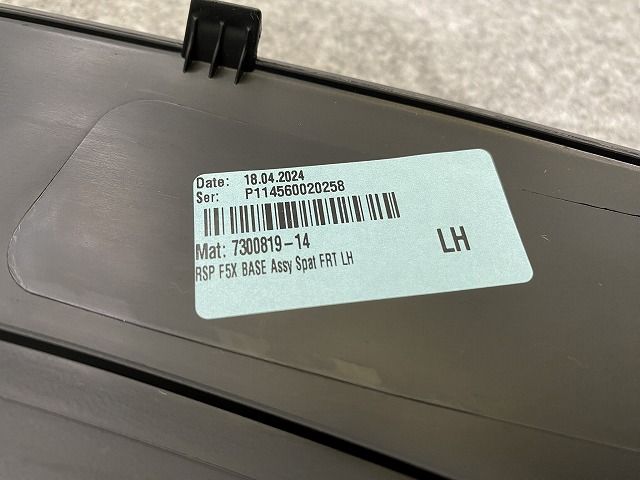 Date: 18.04.2024
Ser: P114560020258
Mat: 7300819-14
RSP F5X BASE Assy Spat FRT LH
LH